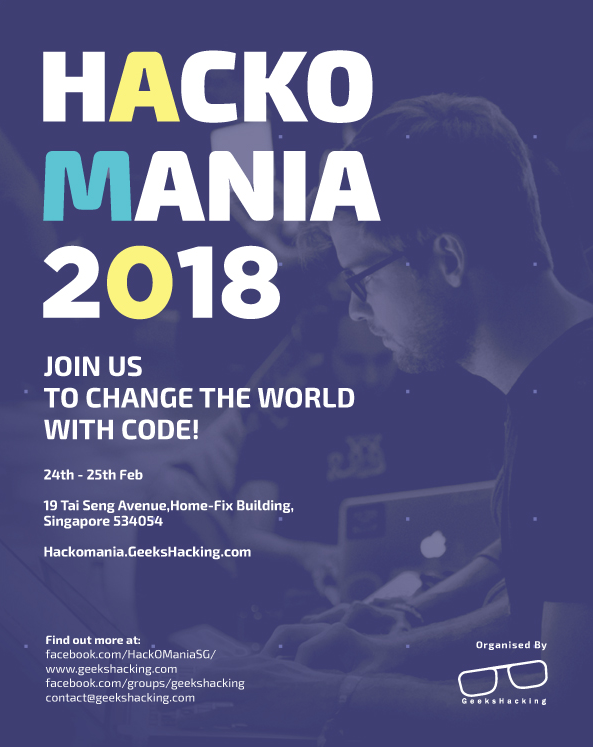 HACKO
MANIA
2018
JOIN US
TO CHANGE THE WORLD
WITH CODE!
24th - 25th Feb
19 Tai Seng Avenue,Home-Fix Building,
Singapore 534054
Hackomania.GeeksHacking.com
Find out more at:
facebook.com/HackOManiaSG/
www.geekshacking.com
facebook.com/groups/geekshacking
contact@geekshacking.com
Organised By
GeeksHacking